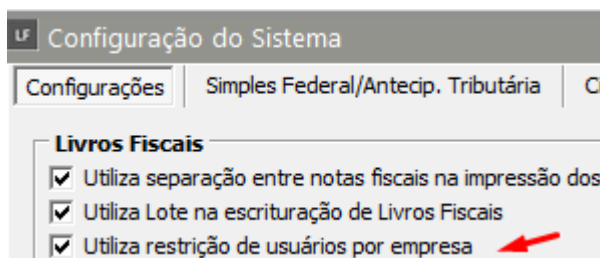 LF Configuração do Sistema
Configurações Simples Federal/Antecip. Tributária
Livros Fiscais
Utiliza separação entre notas fiscais na impressão dos
Utiliza Lote na escrituração de Livros Fiscais
Utiliza restrição de usuários por empresa